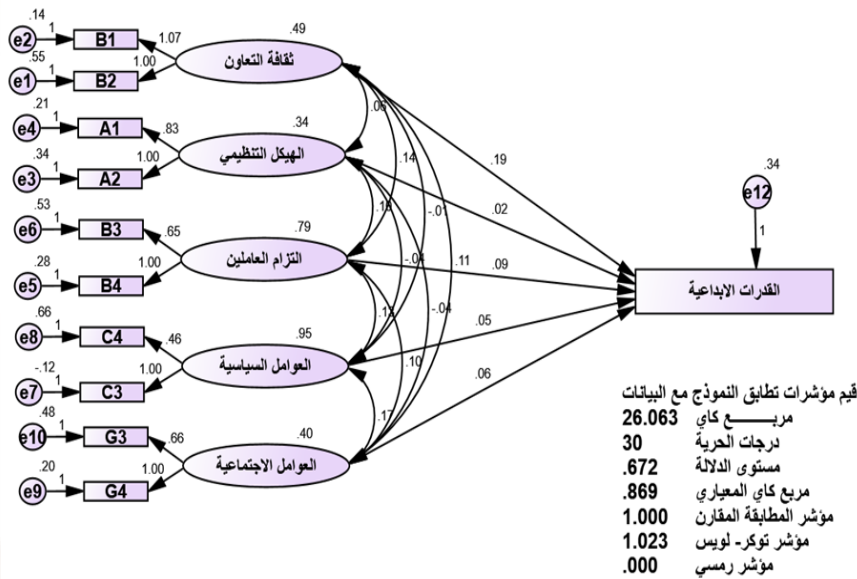 .14
e2 1 B1 1.07
.49
ثقافة التعاون
.55
e1 1 B2 1.00
.21
e4 1 A1 .83
.34
الهيكل التنظيمي
.34
e3 1 A2 1.00
.53
e6 1 B3 .65
.79
التزام العاملين
.28
e5 1 B4 1.00
.66
e8 1 C4 .46
.95
العوامل السياسية
-.12
e7 1 C3 1.00
.48
e10 1 G3 .66
.40
العوامل الاجتماعية
.20
e9 1 G4 1.00
.14
-.01
.11
-.04
-.04
.10
.17
.19
.02
.09
.05
.06
.34
e12
1
القدرات الابداعية
قيم مؤشرات تطابق النموذج مع البيانات
مربـــــــع كاي 26.063
درجات الحرية 30
مستوى الدلالة .672
مربع كاي المعياري .869
مؤشر المطابقة المقارن 1.000
مؤشر توكر- لويس 1.023
مؤشر رمسي .000